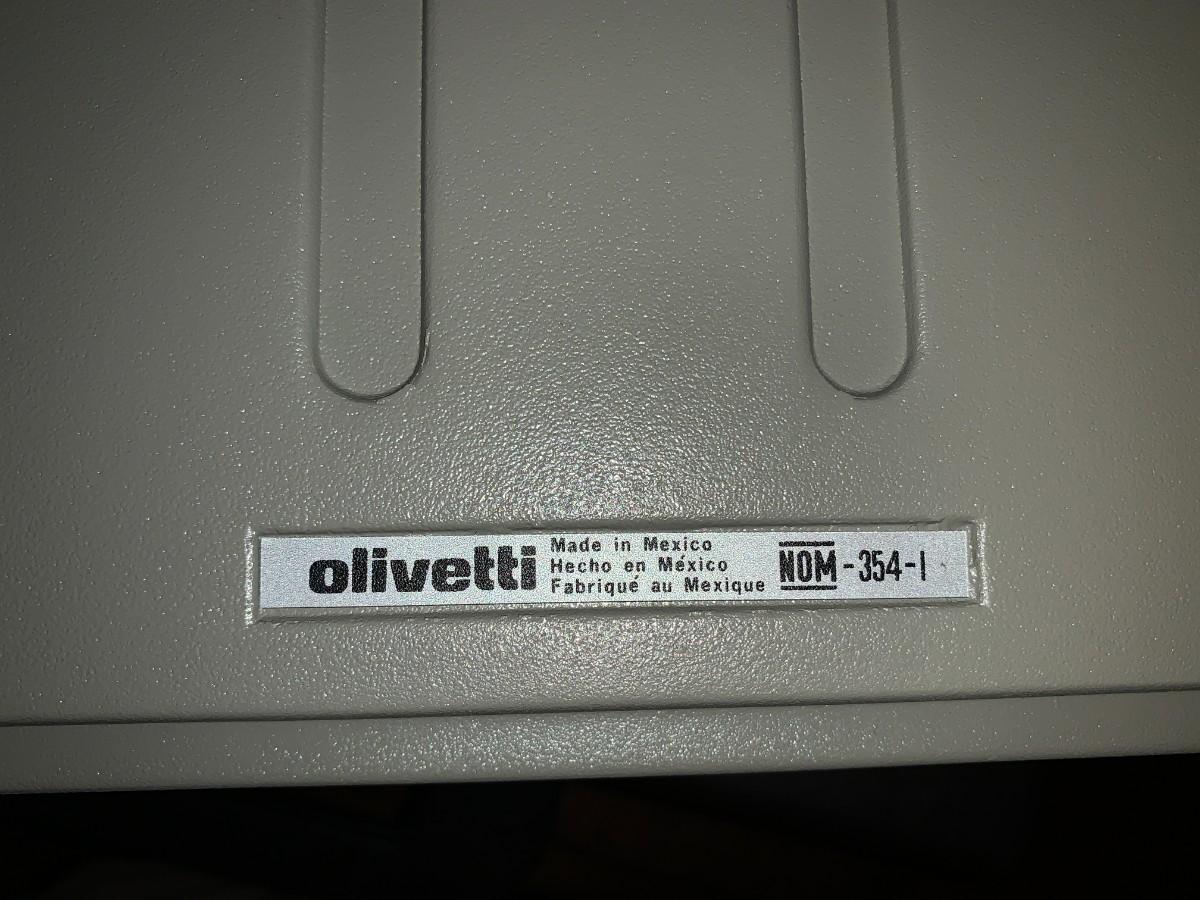 olivetti
Made in Mexico
Hecho en México
Fabriqué au Mexique
NOM-354-I